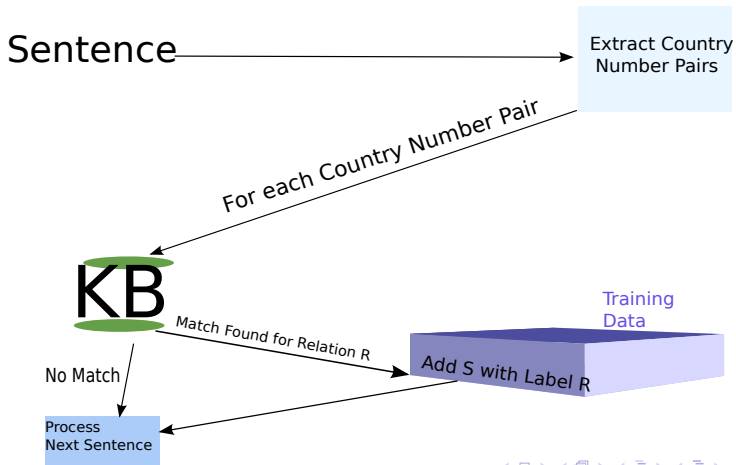 Sentence
Extract Country
Number Pairs
For each Country Number Pair
KB
Match Found for Relation R
Training
Data
Add S with Label R
No Match
Process
Next Sentence